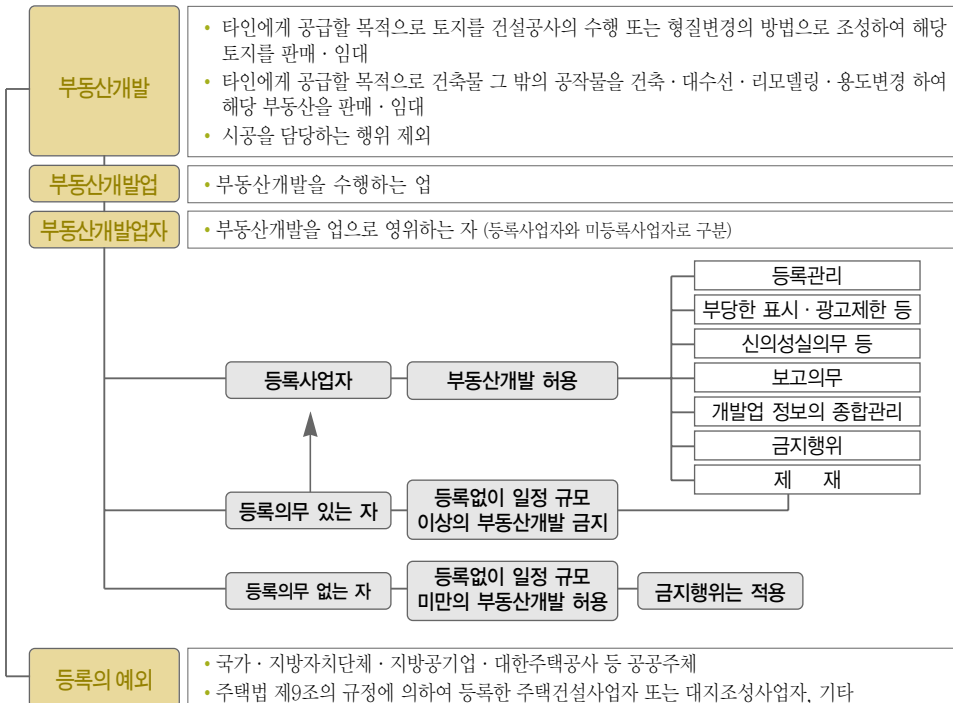 부동산개발
• 타인에게 공급할 목적으로 토지를 건설공사의 수행 또는 형질변경의 방법으로 조성하여 해당
토지를 판매 · 임대
• 타인에게 공급할 목적으로 건축물 그 밖의 공작물을 건축 · 대수선 · 리모델링 · 용도변경 하여
해당 부동산을 판매 · 임대
• 시공을 담당하는 행위 제외
부동산개발업
• 부동산개발을 수행하는 업
부동산개발업자
• 부동산개발을 업으로 영위하는 자 (등록사업자와 미등록사업자로 구분)
등록사업자
부동산개발 허용
등록관리
부당한 표시 · 광고제한 등
신의성실의무 등
보고의무
개발업 정보의 종합관리
금지행위
제 재
등록의무 있는 자
등록없이 일정 규모
이상의 부동산개발 금지
등록의무 없는 자
등록없이 일정 규모
미만의 부동산개발 허용
금지행위는 적용
등록의 예외
• 국가 · 지방자치단체 · 지방공기업 · 대한주택공사 등 공공주체
• 주택법 제9조의 규정에 의하여 등록한 주택건설사업자 또는 대지조성사업자, 기타